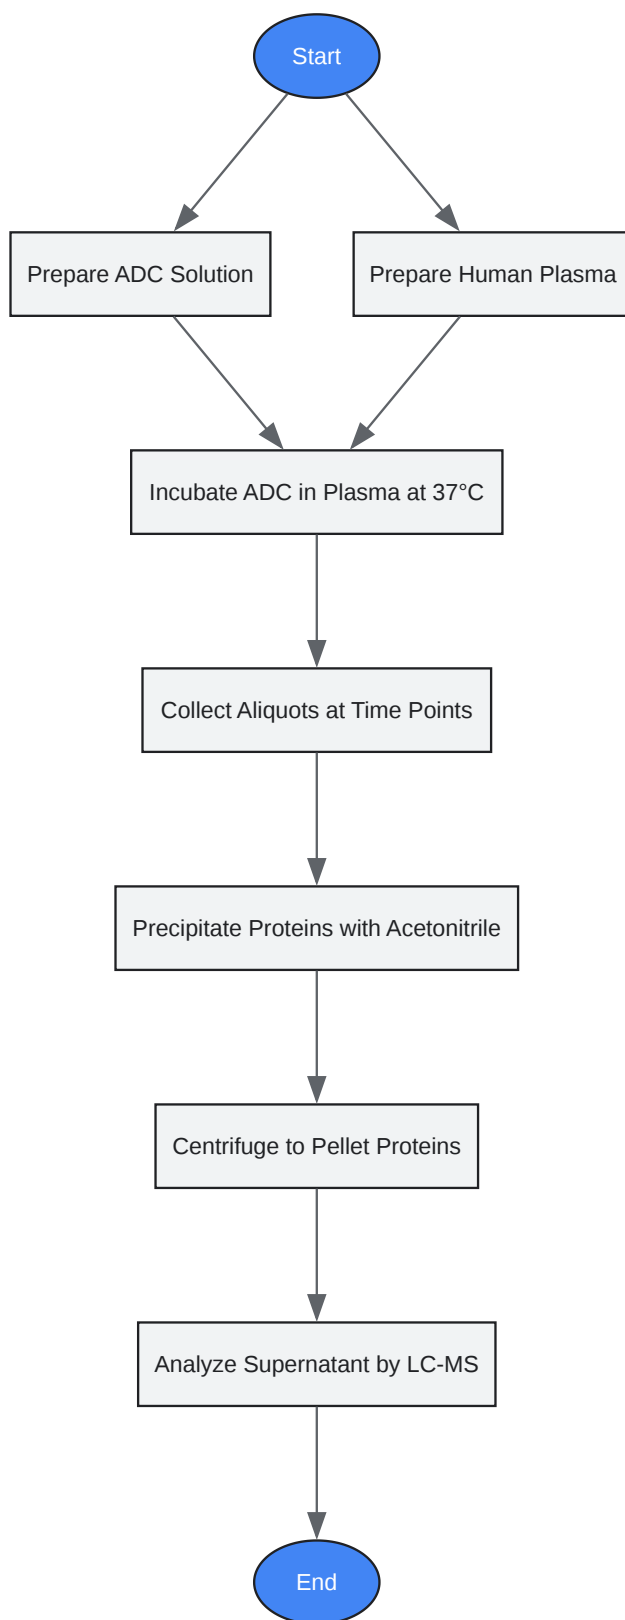 Start
Prepare ADC Solution
Prepare Human Plasma
Incubate ADC in Plasma at 37°C
Collect Aliquots at Time Points
Precipitate Proteins with Acetonitrile
Centrifuge to Pellet Proteins
Analyze Supernatant by LC-MS
End